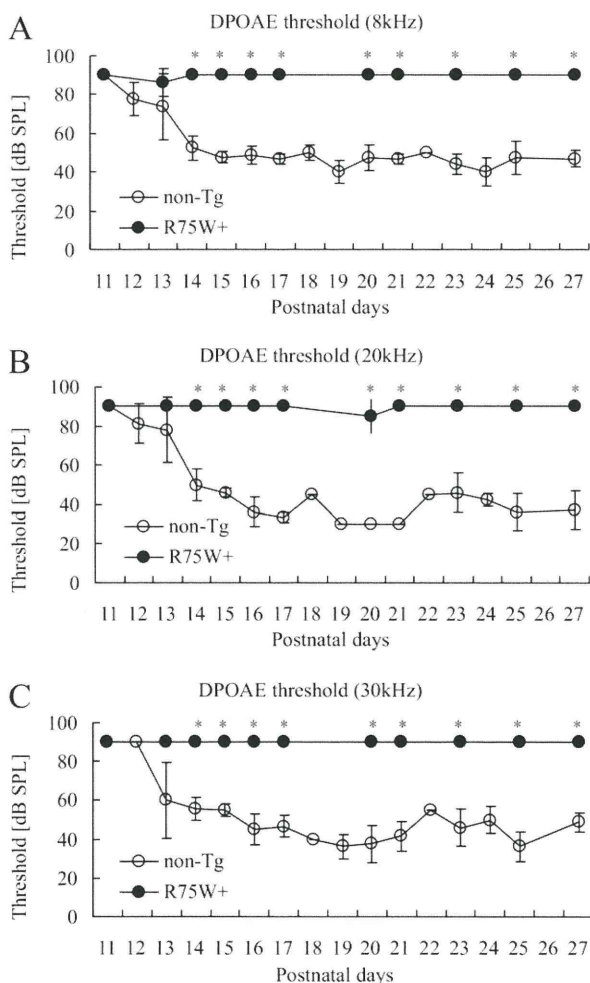 A
DPOAE threshold (8kHz)
* * * * * * * * *
100
80
60
40
20
0
Threshold [dB SPL]
non-Tg
R75W+
11 12 13 14 15 16 17 18 19 20 21 22 23 24 25 26 27
Postnatal days
B
DPOAE threshold (20kHz)
* * * * * * * * *
100
80
60
40
20
0
Threshold [dB SPL]
non-Tg
R75W+
11 12 13 14 15 16 17 18 19 20 21 22 23 24 25 26 27
Postnatal days
C
DPOAE threshold (30kHz)
* * * * * * * * *
100
80
60
40
20
0
Threshold [dB SPL]
non-Tg
R75W+
11 12 13 14 15 16 17 18 19 20 21 22 23 24 25 26 27
Postnatal days